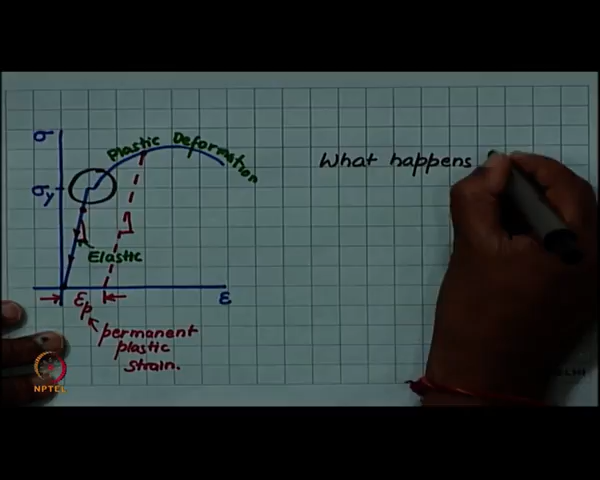 σ
Plastic Deformation
What happens
σy
Elastic
εp
ε
permanent
plastic
strain.
NPTEL